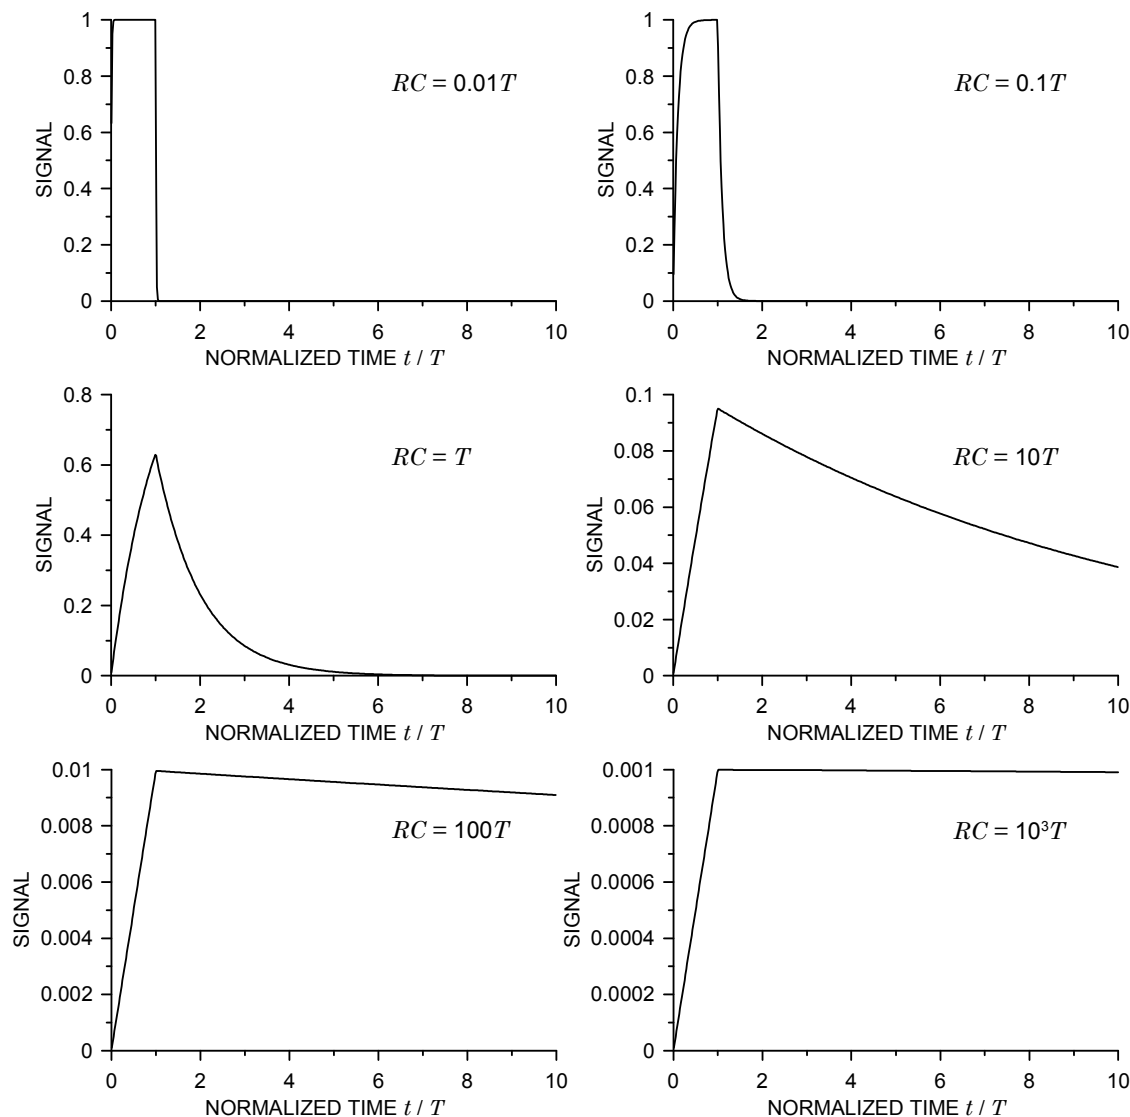 1
0.8
0.6
0.4
0.2
0
SIGNAL
RC = 0.01T
0 2 4 6 8 10
NORMALIZED TIME t / T
1
0.8
0.6
0.4
0.2
0
SIGNAL
RC = 0.1T
0 2 4 6 8 10
NORMALIZED TIME t / T
0.8
0.6
0.4
0.2
0
SIGNAL
RC = T
0 2 4 6 8 10
NORMALIZED TIME t / T
0.1
0.08
0.06
0.04
0.02
0
SIGNAL
RC = 10T
0 2 4 6 8 10
NORMALIZED TIME t / T
0.01
0.008
0.006
0.004
0.002
0
SIGNAL
RC = 100T
0 2 4 6 8 10
NORMALIZED TIME t / T
0.001
0.0008
0.0006
0.0004
0.0002
0
SIGNAL
RC = 10³T
0 2 4 6 8 10
NORMALIZED TIME t / T